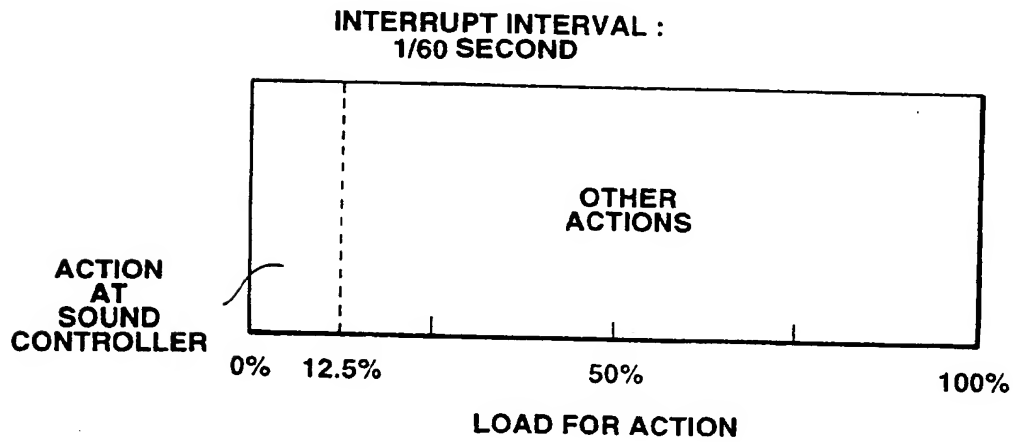 INTERRUPT INTERVAL :
1/60 SECOND
OTHER
ACTIONS
ACTION
AT
SOUND
CONTROLLER
0% 12.5% 50% 100%
LOAD FOR ACTION